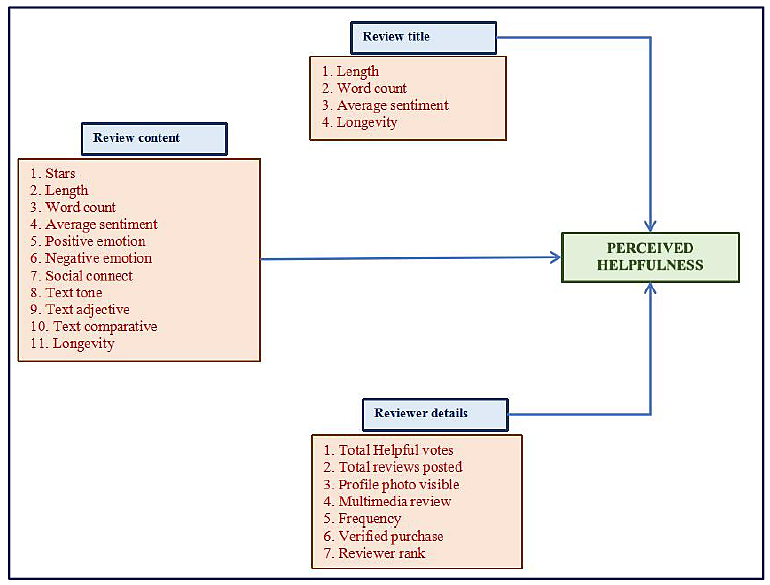 Review title
1. Length
2. Word count
3. Average sentiment
4. Longevity
Review content
1. Stars
2. Length
3. Word count
4. Average sentiment
5. Positive emotion
6. Negative emotion
7. Social connect
8. Text tone
9. Text adjective
10. Text comparative
11. Longevity
PERCEIVED
HELPFULNESS
Reviewer details
1. Total Helpful votes
2. Total reviews posted
3. Profile photo visible
4. Multimedia review
5. Frequency
6. Verified purchase
7. Reviewer rank